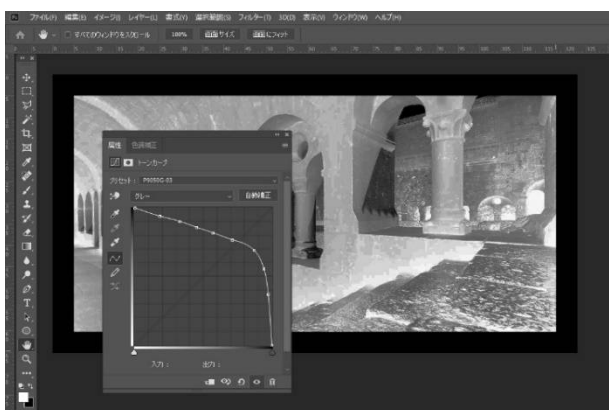 Ps ファイル(F) 編集(E) イメージ(I) レイヤー(L) 書式(Y) 選択範囲(S) フィルター(T) 3D(D) 表示(V) ウィンドウ(W) ヘルプ(H)
すべてのウィンドウをスクロール 100% 画面サイズ 画面にフィット
属性 色調補正
トーンカーブ
プリセット:
グレー 自動補正
入力: 出力: